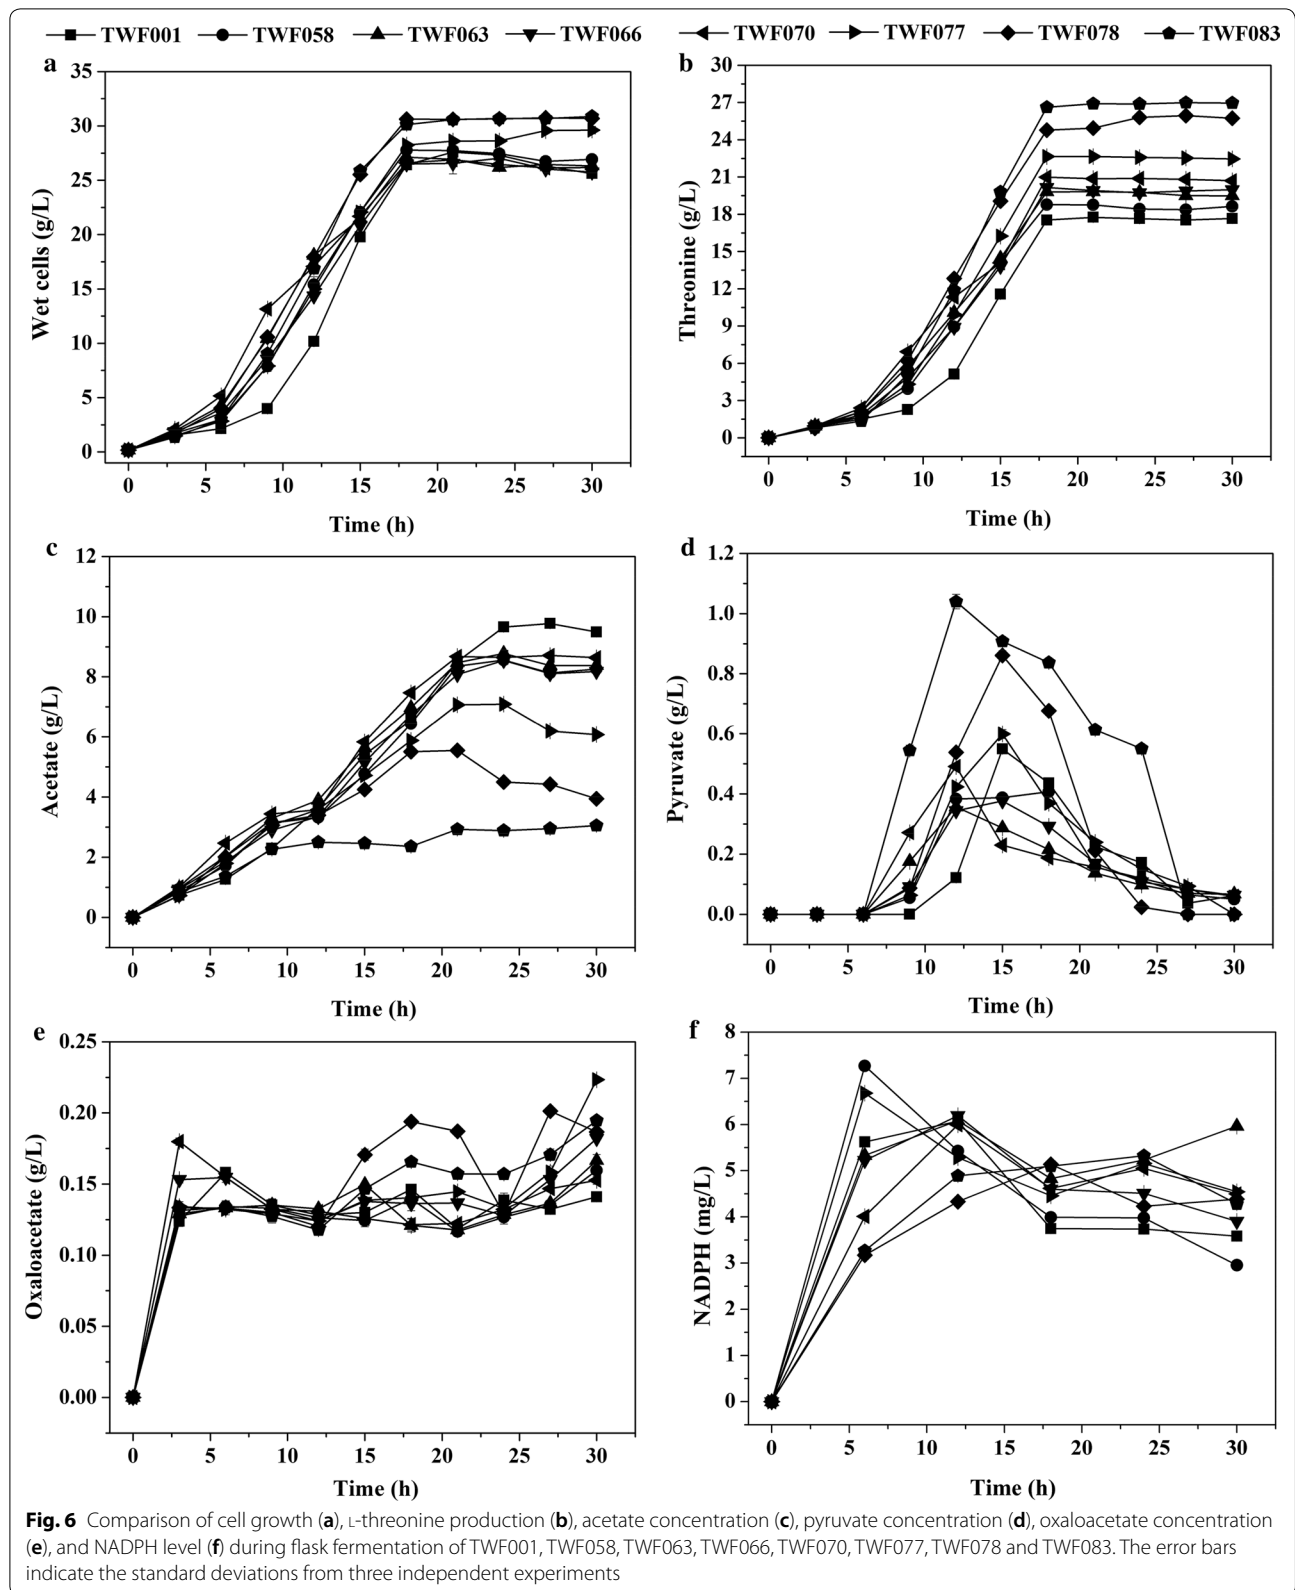 TWF001 TWF058 TWF063 TWF066 TWF070 TWF077 TWF078 TWF083
a
35
30
25
20
15
10
5
0
Wet cells (g/L)
0 5 10 15 20 25 30
Time (h)
b
30
27
24
21
18
15
12
9
6
3
0
Threonine (g/L)
0 5 10 15 20 25 30
Time (h)
c
12
10
8
6
4
2
0
Acetate (g/L)
0 5 10 15 20 25 30
Time (h)
d
1.2
1.0
0.8
0.6
0.4
0.2
0.0
Pyruvate (g/L)
0 5 10 15 20 25 30
Time (h)
e
0.25
0.20
0.15
0.10
0.05
0.00
Oxaloacetate (g/L)
0 5 10 15 20 25 30
Time (h)
f
8
7
6
5
4
3
2
1
0
NADPH (mg/L)
0 5 10 15 20 25 30
Time (h)
Fig. 6 Comparison of cell growth (a), L-threonine production (b), acetate concentration (c), pyruvate concentration (d), oxaloacetate concentration
(e), and NADPH level (f) during flask fermentation of TWF001, TWF058, TWF063, TWF066, TWF070, TWF077, TWF078 and TWF083. The error bars
indicate the standard deviations from three independent experiments